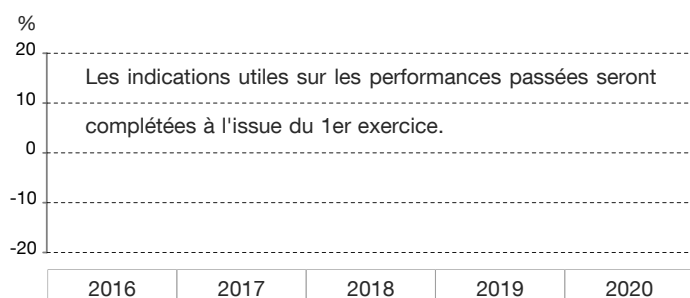 %
20
Les indications utiles sur les performances passées seront
10
complétées à l'issue du 1er exercice.
0
-10
-20
2016 2017 2018 2019 2020